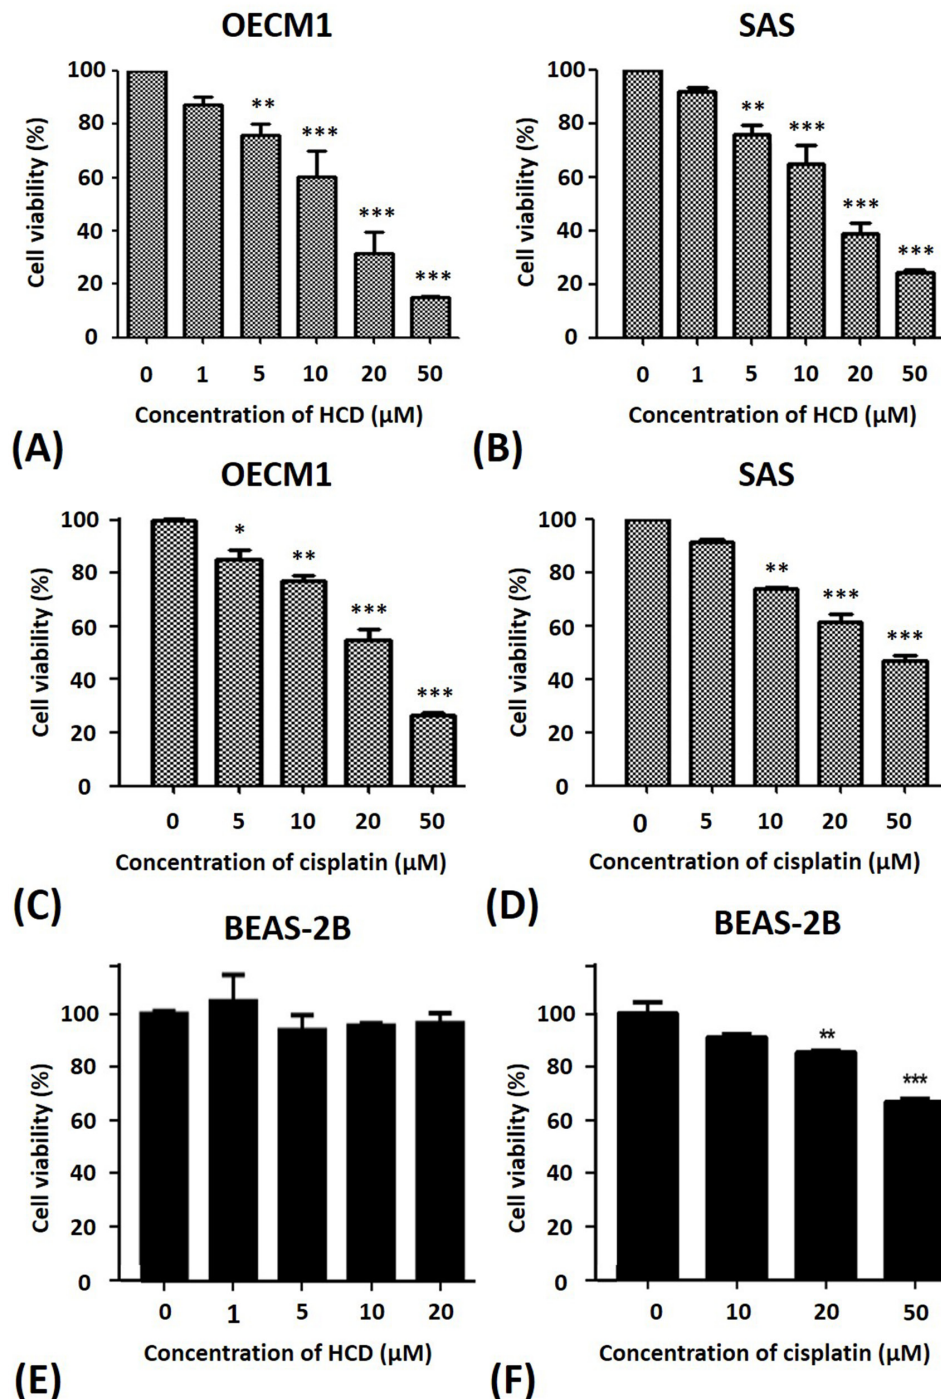 OECM1
Cell viability (%)
100
80
60
40
20
0
** *** *** ***
0 1 5 10 20 50
Concentration of HCD (µM)
(A)
SAS
Cell viability (%)
100
80
60
40
20
0
** *** *** ***
0 1 5 10 20 50
Concentration of HCD (µM)
(B)
OECM1
Cell viability (%)
100
80
60
40
20
0
* ** *** ***
0 5 10 20 50
Concentration of cisplatin (µM)
(C)
SAS
Cell viability (%)
100
80
60
40
20
0
** *** ***
0 5 10 20 50
Concentration of cisplatin (µM)
(D)
BEAS-2B
Cell viability (%)
100
80
60
40
20
0
0 1 5 10 20
Concentration of HCD (µM)
(E)
BEAS-2B
Cell viability (%)
100
80
60
40
20
0
** ***
0 10 20 50
Concentration of cisplatin (µM)
(F)